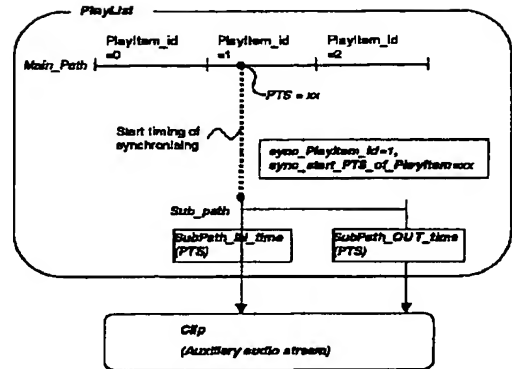 PlayList
PlayItem_id =0
PlayItem_id =1
PlayItem_id =2
Main_Path
PTS = xx
Start timing of
synchronising
sync_PlayItem_id=1,
sync_start_PTS_of_PlayItem=xx
Sub_path
SubPath_IN_time
(PTS)
SubPath_OUT_time
(PTS)
Clip
(Auxiliary audio stream)